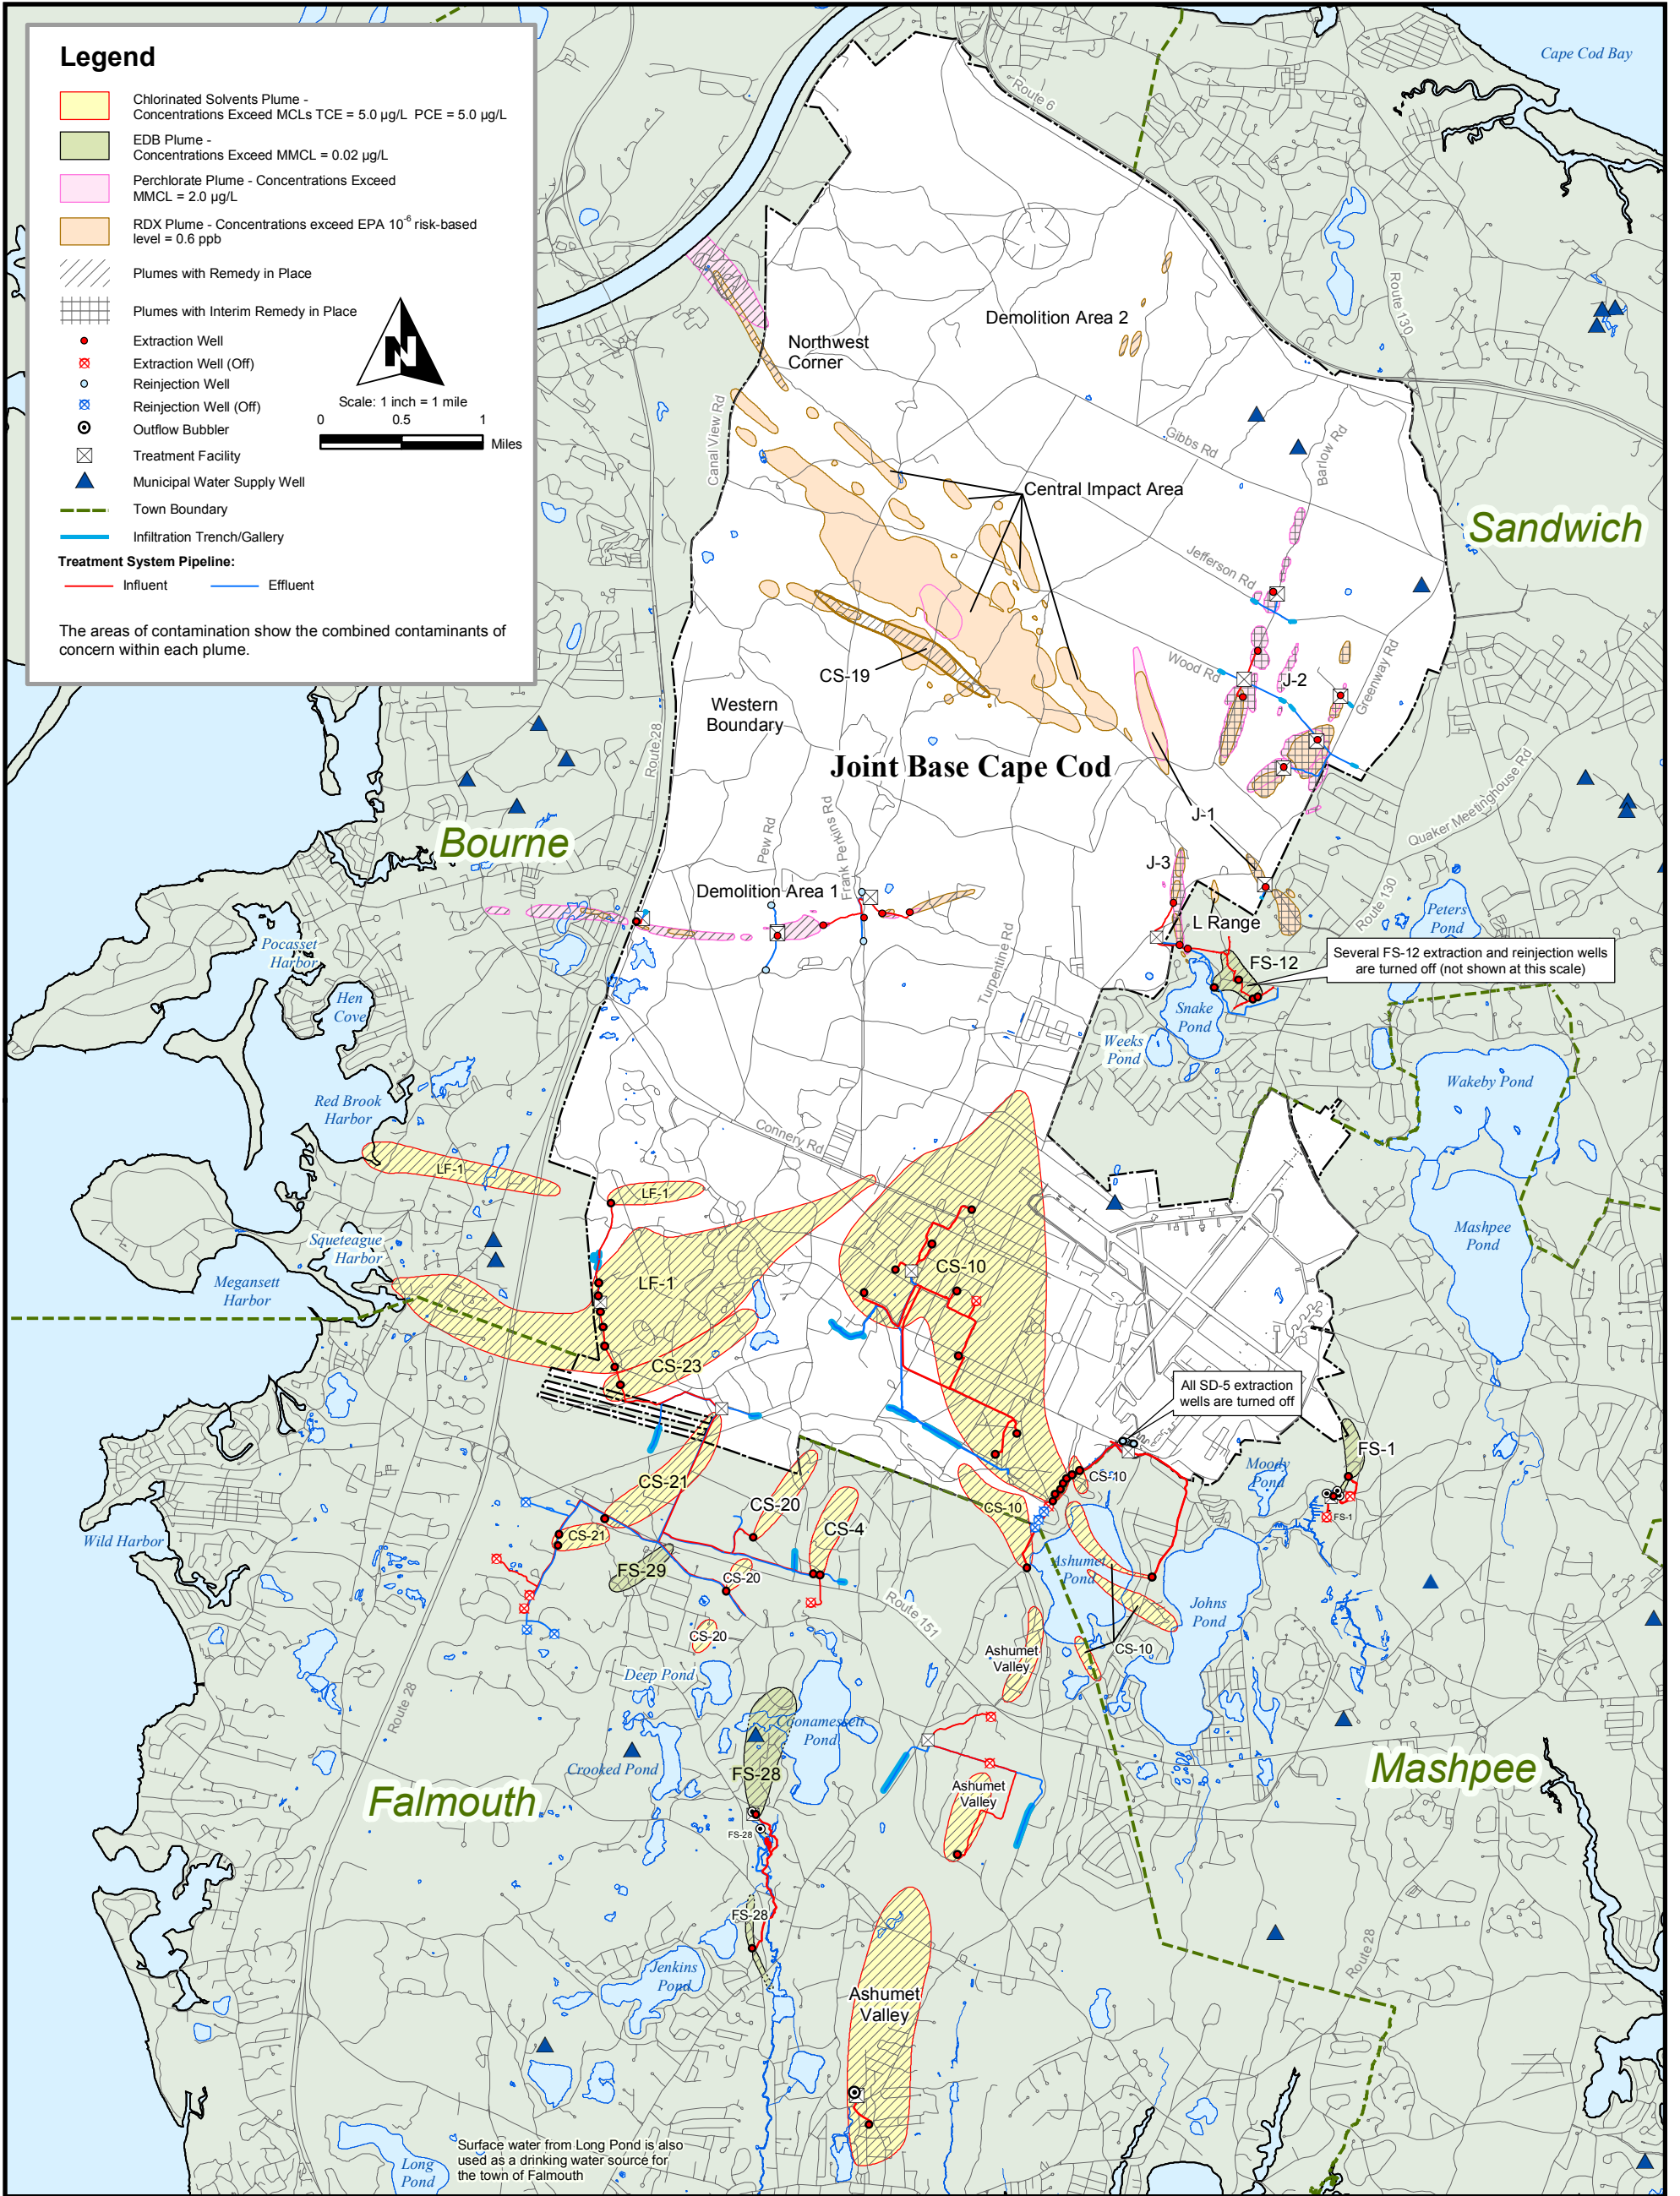 Legend
Chlorinated Solvents Plume -
Concentrations Exceed MCLs TCE = 5.0 µg/L PCE = 5.0 µg/L
EDB Plume -
Concentrations Exceed MMCL = 0.02 µg/L
Perchlorate Plume - Concentrations Exceed
MMCL = 2.0 µg/L
RDX Plume - Concentrations exceed EPA 10⁻⁶ risk-based
level = 0.6 ppb
Plumes with Remedy in Place
Plumes with Interim Remedy in Place
Extraction Well
Extraction Well (Off)
Reinjection Well
Reinjection Well (Off)
Outflow Bubbler
Treatment Facility
Municipal Water Supply Well
Town Boundary
Infiltration Trench/Gallery
Treatment System Pipeline:
Influent
Effluent
N
Scale: 1 inch = 1 mile
0 0.5 1
Miles
The areas of contamination show the combined contaminants of
concern within each plume.
Cape Cod Bay
Route 6
Route 130
Demolition Area 2
Northwest
Corner
Canal View Rd
Gibbs Rd
Barlow Rd
Central Impact Area
Sandwich
Jefferson Rd
Wood Rd
J-2
Greenway Rd
CS-19
Western
Boundary
Route 28
Joint Base Cape Cod
Quaker Meetinghouse Rd
J-1
Bourne
Pew Rd
Frank Perkins Rd
J-3
Demolition Area 1
L Range
Route 130
Peters
Pond
Pocasset
Harbor
Turpentine Rd
FS-12
Several FS-12 extraction and reinjection wells
are turned off (not shown at this scale)
Hen
Cove
Snake
Pond
Weeks
Pond
Wakeby Pond
Red Brook
Harbor
Connery Rd
LF-1
LF-1
Mashpee
Pond
Squeteague
Harbor
Megansett
Harbor
LF-1
CS-10
CS-23
All SD-5 extraction
wells are turned off
FS-1
CS-21
Moody
Pond
CS-10
CS-20
CS-10
CS-4
FS-1
Wild Harbor
CS-21
FS-29
CS-20
Ashumet
Pond
Johns
Pond
Route 151
CS-20
CS-10
Ashumet
Valley
Deep Pond
Route 28
Coonamessett
Pond
Crooked Pond
FS-28
Ashumet
Valley
Mashpee
Falmouth
FS-28
FS-28
Route 28
Jenkins
Pond
Ashumet
Valley
Surface water from Long Pond is also
used as a drinking water source for
the town of Falmouth
Long
Pond